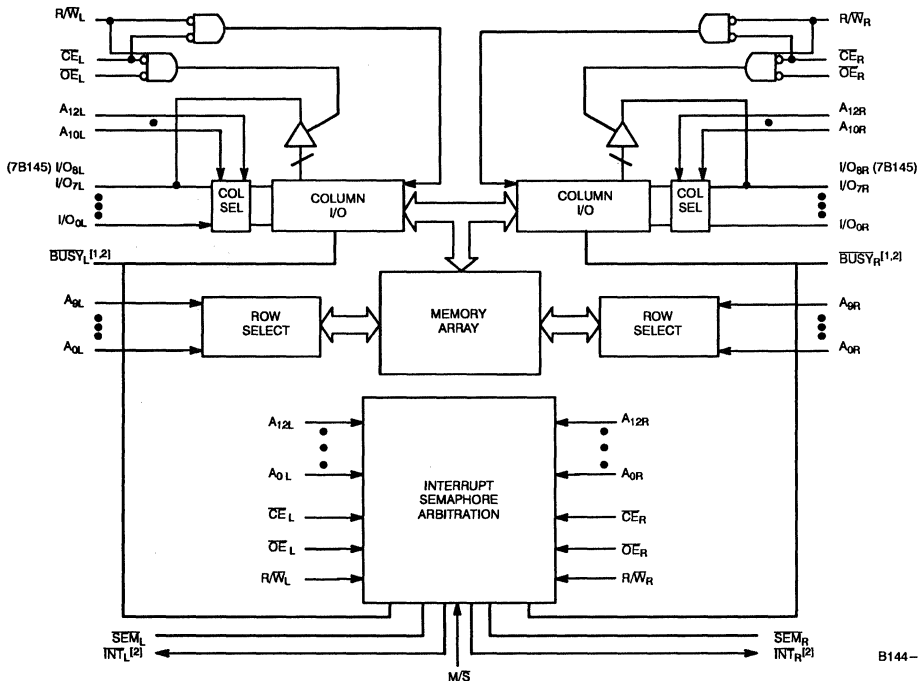 R/W̅L
R/W̅R
C̅E̅L
C̅E̅R
O̅E̅L
O̅E̅R
A12L
A12R
A10L
A10R
(7B145) I/O8L
I/O8R (7B145)
I/O7L
COL SEL
COLUMN I/O
COLUMN I/O
COL SEL
I/O7R
I/O0L
I/O0R
B̅U̅S̅Y̅L[1,2]
B̅U̅S̅Y̅R[1,2]
A9L
A9R
ROW SELECT
MEMORY ARRAY
ROW SELECT
A0L
A0R
A12L
A12R
A0L
A0R
INTERRUPT
SEMAPHORE
ARBITRATION
C̅E̅L
C̅E̅R
O̅E̅L
O̅E̅R
R/W̅L
R/W̅R
S̅E̅M̅L
S̅E̅M̅R
I̅N̅T̅L[2]
I̅N̅T̅R[2]
M/S̅
B144–